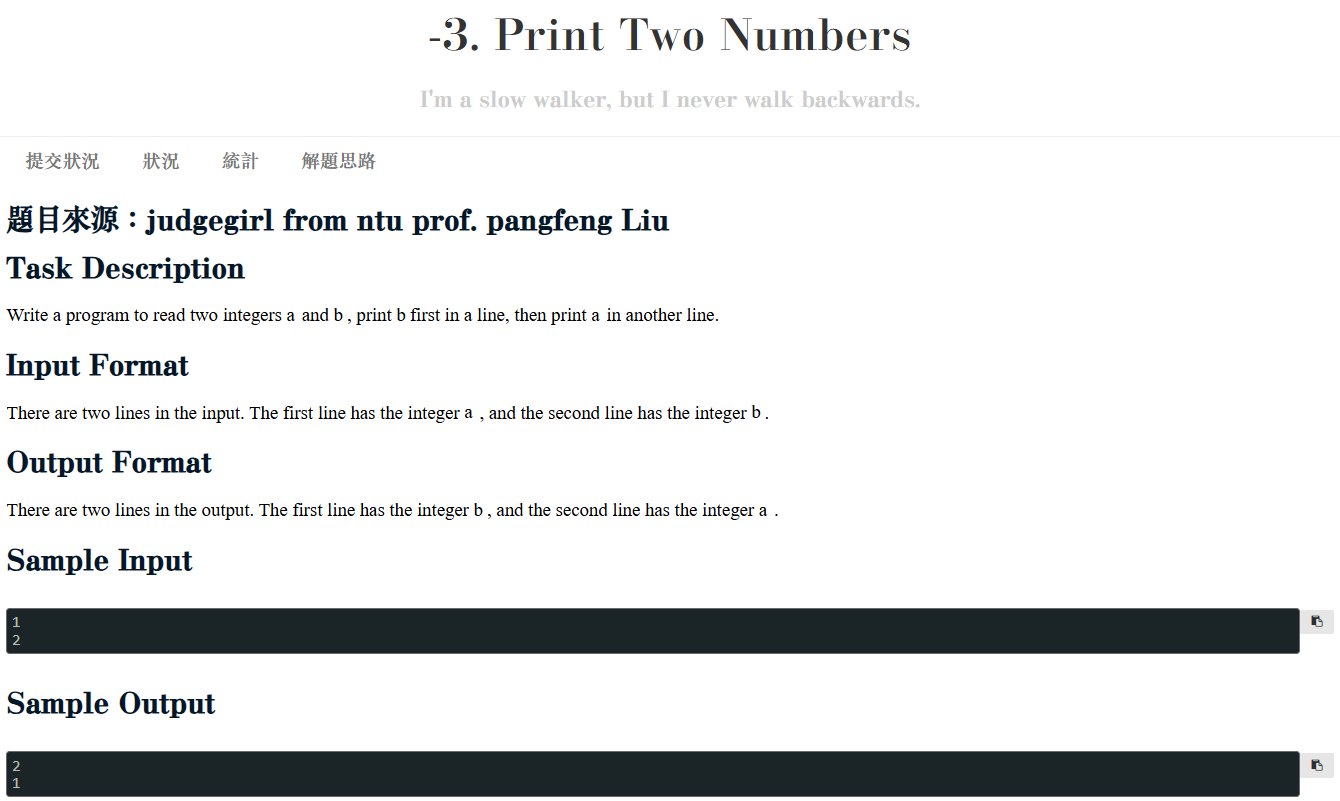 -3. Print Two Numbers
I'm a slow walker, but I never walk backwards.
提交狀況 狀況 統計 解題思路
題目來源：judgegirl from ntu prof. pangfeng Liu
Task Description
Write a program to read two integers a and b , print b first in a line, then print a in another line.
Input Format
There are two lines in the input. The first line has the integer a , and the second line has the integer b .
Output Format
There are two lines in the output. The first line has the integer b , and the second line has the integer a .
Sample Input
1
2
Sample Output
2
1